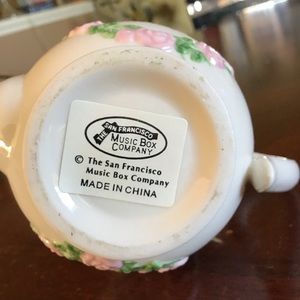 THE SAN FRANCISCO
MUSIC BOX
COMPANY
© The San Francisco
Music Box Company
MADE IN CHINA